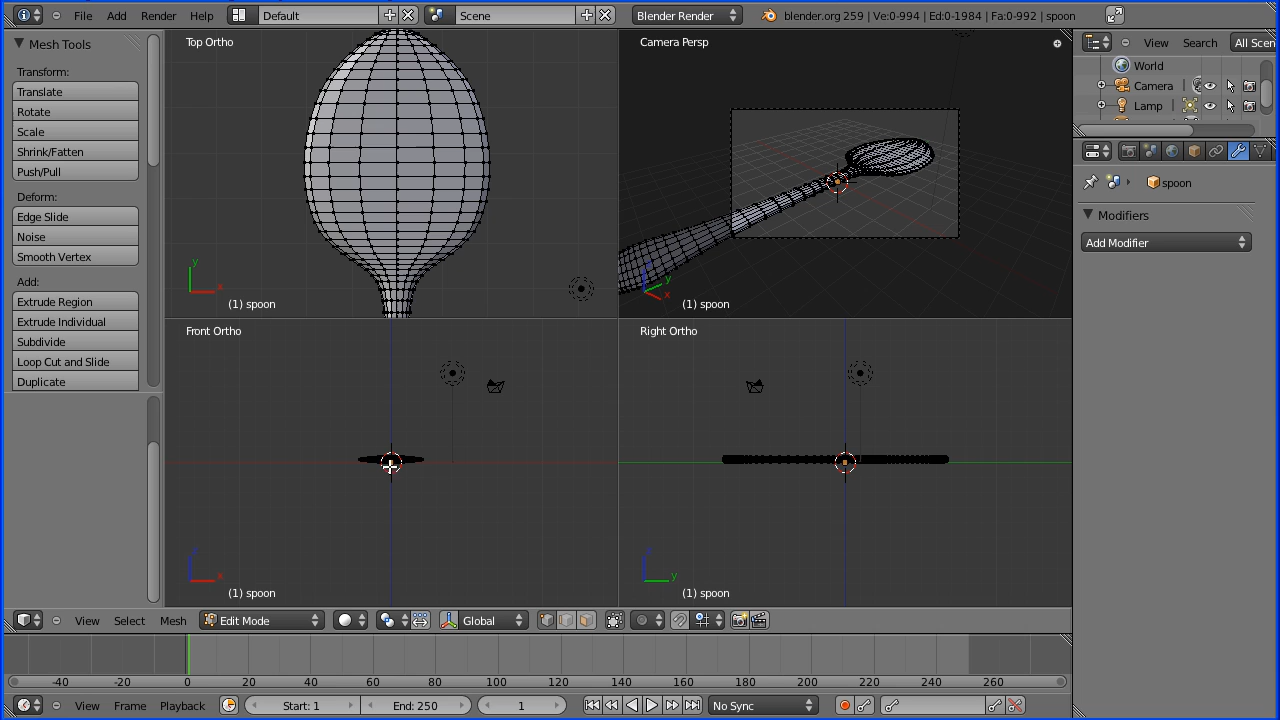 File Add Render Help Default Scene Blender Render blender.org 259 | Ve:0-994 | Ed:0-1984 | Fa:0-992 | spoon
Mesh Tools
Transform:
Translate
Rotate
Scale
Shrink/Fatten
Push/Pull
Deform:
Edge Slide
Noise
Smooth Vertex
Add:
Extrude Region
Extrude Individual
Subdivide
Loop Cut and Slide
Duplicate
Top Ortho
y
x
(1) spoon
Camera Persp
y
x
(1) spoon
Front Ortho
z
x
(1) spoon
Right Ortho
z
y
(1) spoon
View Search All Scen
World
Camera
Lamp
spoon
Modifiers
Add Modifier
View Select Mesh Edit Mode Global
-40 -20 0 20 40 60 80 100 120 140 160 180 200 220 240 260
View Frame Playback Start: 1 End: 250 1 No Sync